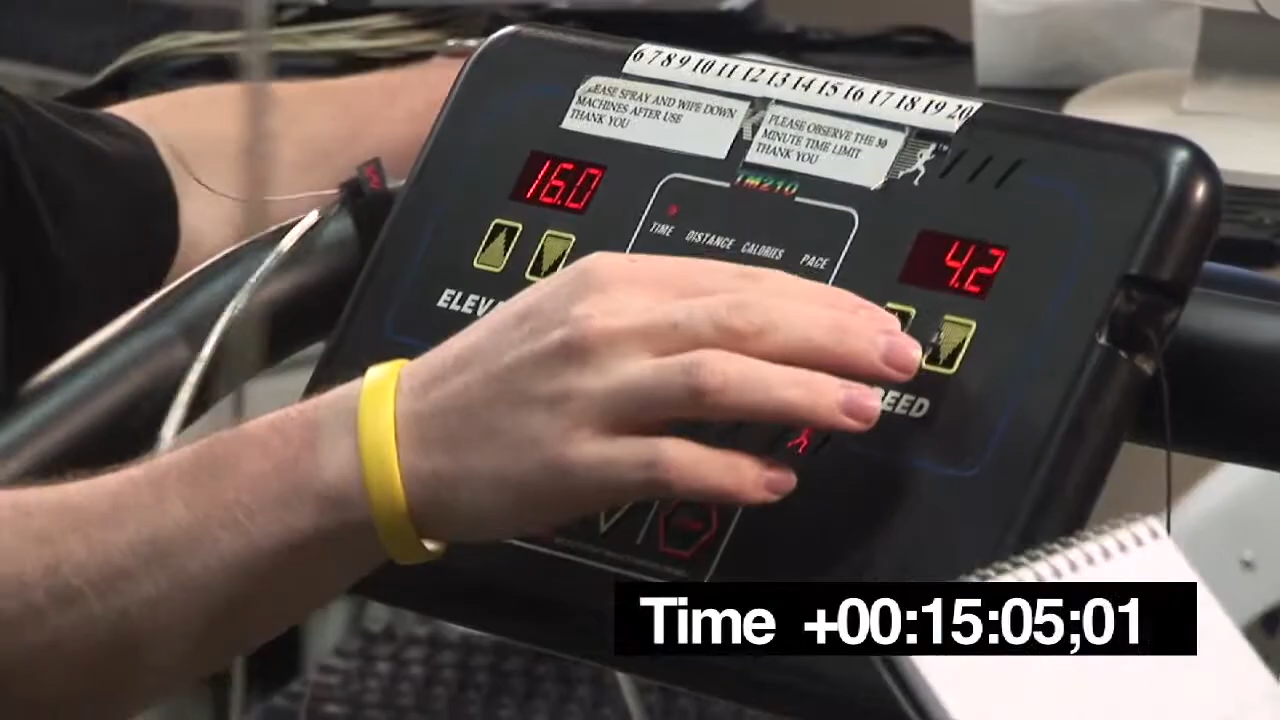 6 7 8 9 10 11 12 13 14 15 16 17 18 19 20
EASE SPRAY AND WIPE DOWN
MACHINES AFTER USE
THANK YOU
PLEASE OBSERVE THE 30
MINUTE TIME LIMIT
THANK YOU
TM210
16.0
TIME DISTANCE CALORIES PACE
4.2
ELEV
EED
Time +00:15:05;01